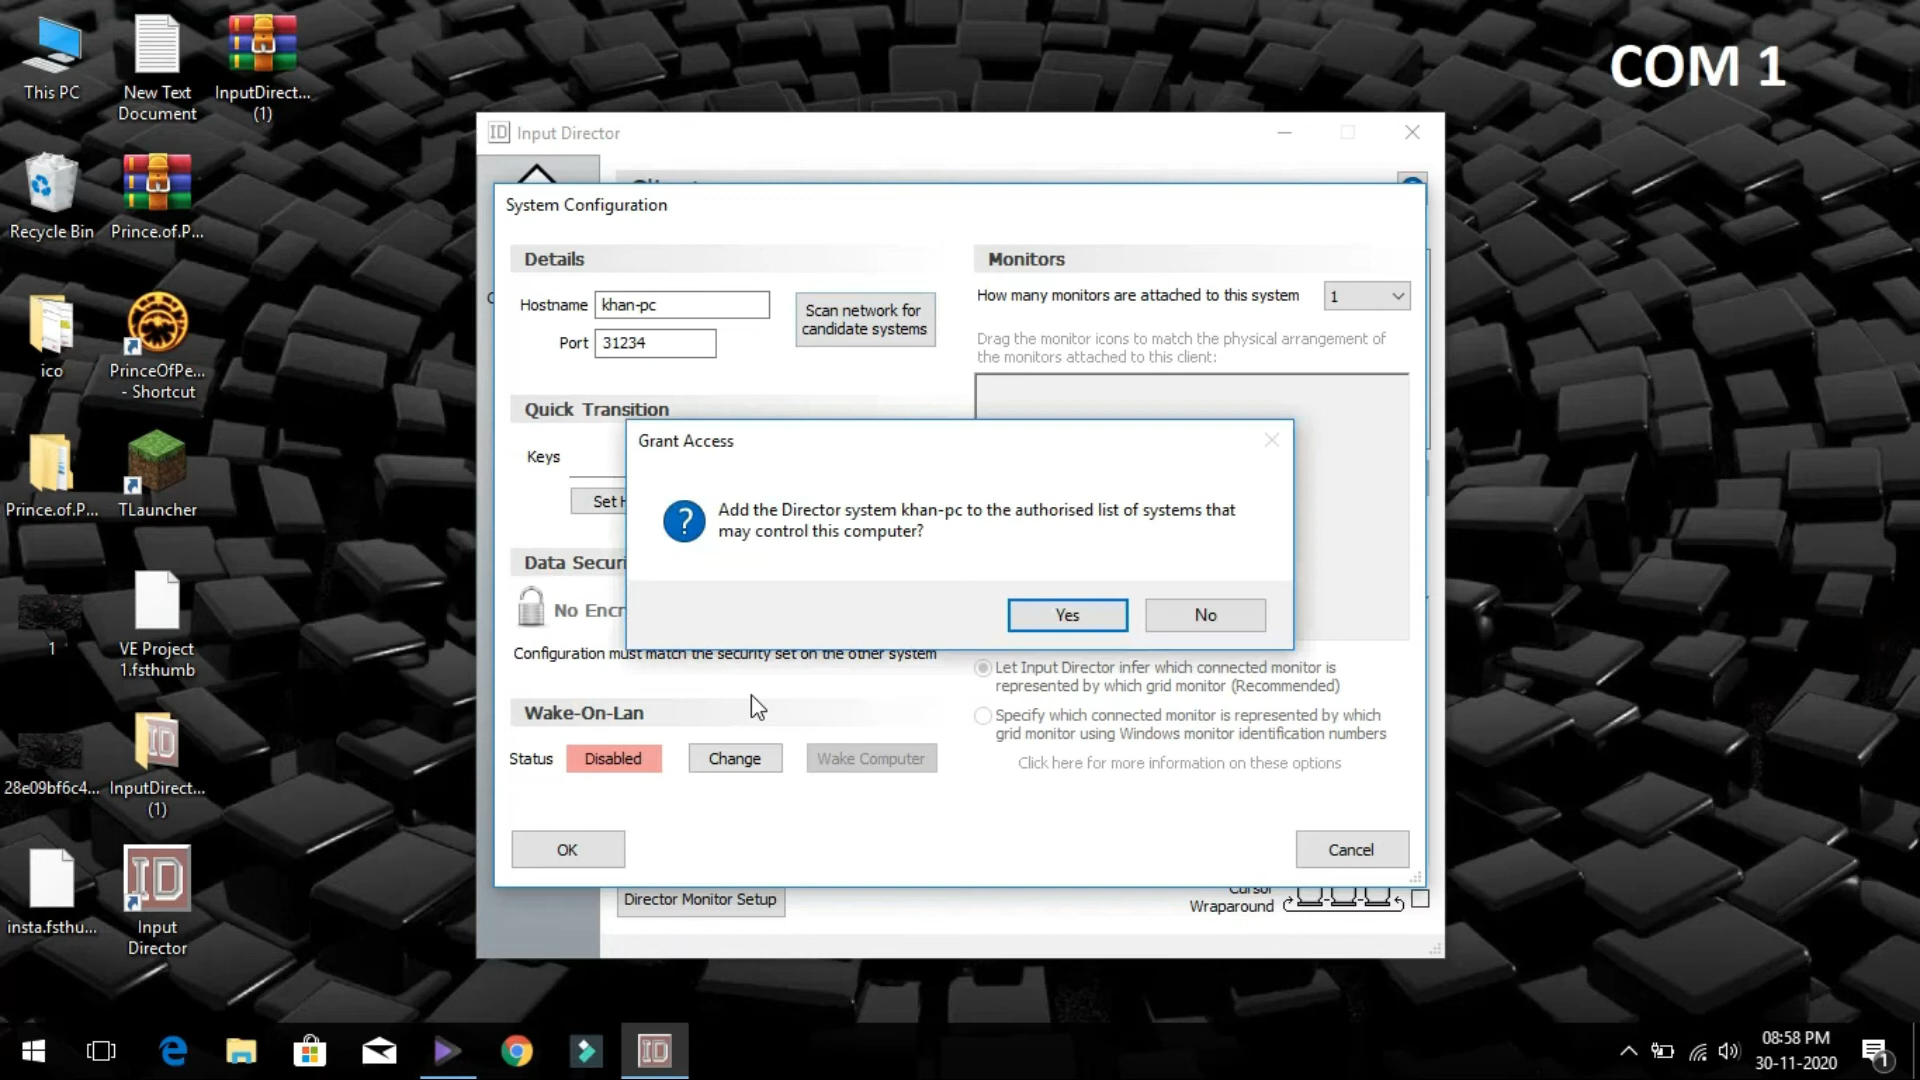 This PC
New Text
Document
InputDirect...
(1)
COM 1
Recycle Bin
Prince.of.P...
ico
PrinceOfPe...
- Shortcut
Prince.of.P...
TLauncher
1
VE Project
1.fsthumb
28e09bf6c4...
InputDirect...
(1)
insta.fsthu...
Input
Director
ID Input Director
System Configuration
Details
Hostname khan-pc
Port 31234
Scan network for
candidate systems
Monitors
How many monitors are attached to this system 1
Drag the monitor icons to match the physical arrangement of
the monitors attached to this client:
Quick Transition
Keys
Set H
Data Securi
No Encr
Configuration must match the security set on the other system
Grant Access
Add the Director system khan-pc to the authorised list of systems that
may control this computer?
Yes
No
Let Input Director infer which connected monitor is
represented by which grid monitor (Recommended)
Specify which connected monitor is represented by which
grid monitor using Windows monitor identification numbers
Click here for more information on these options
Wake-On-Lan
Status Disabled Change Wake Computer
OK
Cancel
Director Monitor Setup
Cursor
Wraparound
ID
08:58 PM
30-11-2020
1